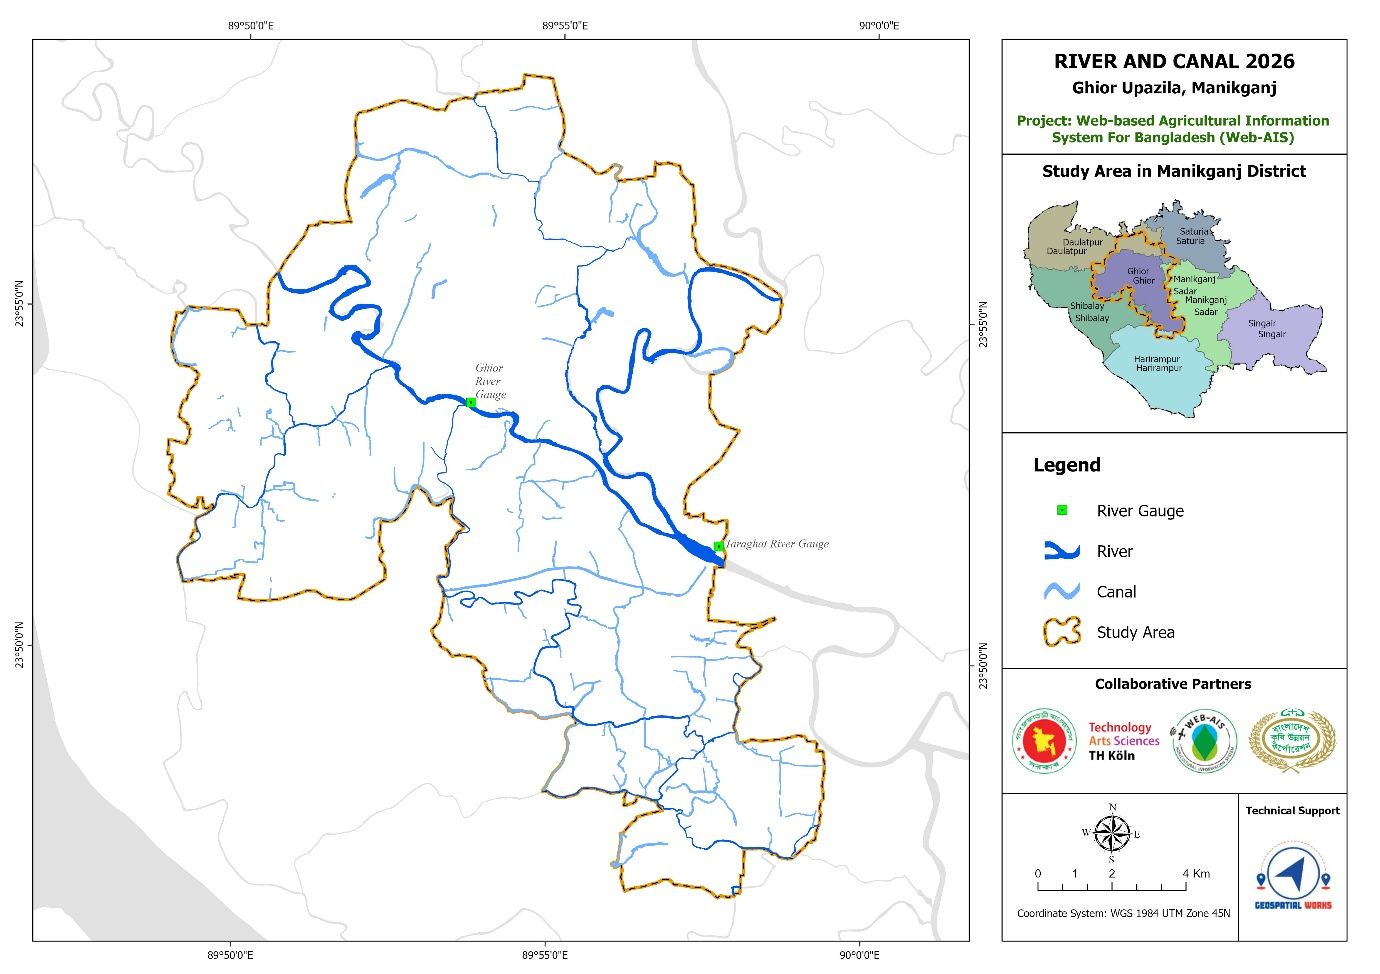 89°50'0"E
89°55'0"E
90°0'0"E
23°55'0"N
23°50'0"N
23°55'0"N
23°50'0"N
89°50'0"E
89°55'0"E
90°0'0"E
Ghior
River
Gauge
Taraghat River Gauge
RIVER AND CANAL 2026
Ghior Upazila, Manikganj
Project: Web-based Agricultural Information
System For Bangladesh (Web-AIS)
Study Area in Manikganj District
Daulatpur
Daulatpur
Saturia
Saturia
Ghior
Ghior
Manikganj
Sadar
Manikganj
Sadar
Shibalay
Shibalay
Singair
Singair
Harirampur
Harirampur
Legend
River Gauge
River
Canal
Study Area
Collaborative Partners
Technology
Arts Sciences
TH Köln
WEB-AIS
বাংলাদেশ
কৃষি উন্নয়ন
কর্পোরেশন
N
W
E
S
0 1 2 4 Km
Coordinate System: WGS 1984 UTM Zone 45N
Technical Support
GEOSPATIAL WORKS